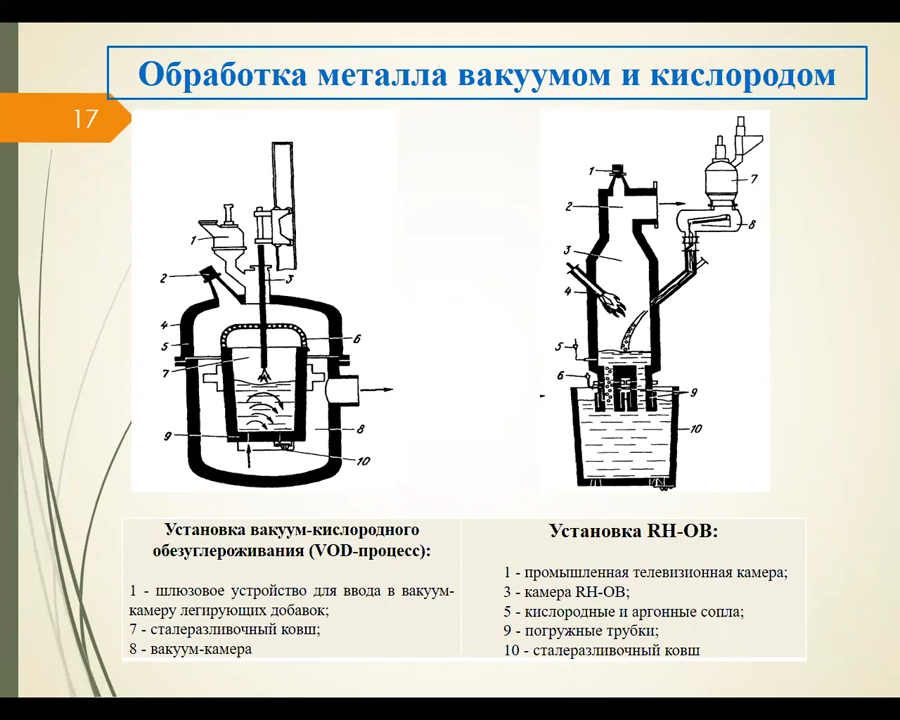 Обработка металла вакуумом и кислородом
17
1
2
3
4
5
6
7
8
9
10
1
2
3
4
5
6
7
8
9
10
Установка вакуум-кислородного
обезуглероживания (VOD-процесс):
1 - шлюзовое устройство для ввода в вакуум-
камеру легирующих добавок;
7 - сталеразливочный ковш;
8 - вакуум-камера
Установка RH-OB:
1 - промышленная телевизионная камера;
3 - камера RH-OB;
5 - кислородные и аргонные сопла;
9 - погружные трубки;
10 - сталеразливочный ковш